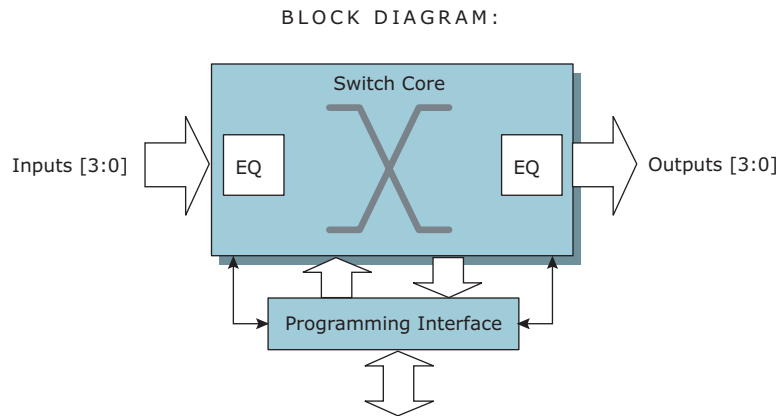 BLOCK DIAGRAM:
Switch Core
Inputs [3:0]
EQ
EQ
Outputs [3:0]
Programming Interface